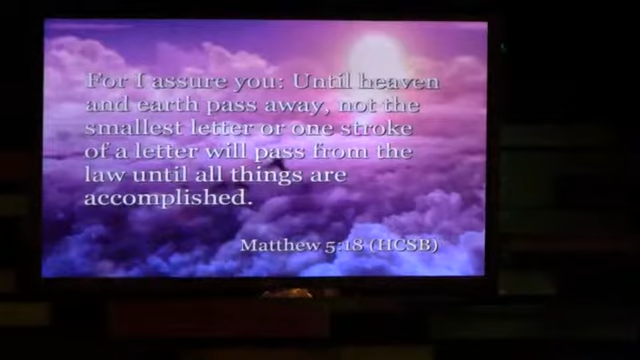 For I assure you: Until heaven
and earth pass away, not the
smallest letter or one stroke
of a letter will pass from the
law until all things are
accomplished.
Matthew 5:18 (HCSB)